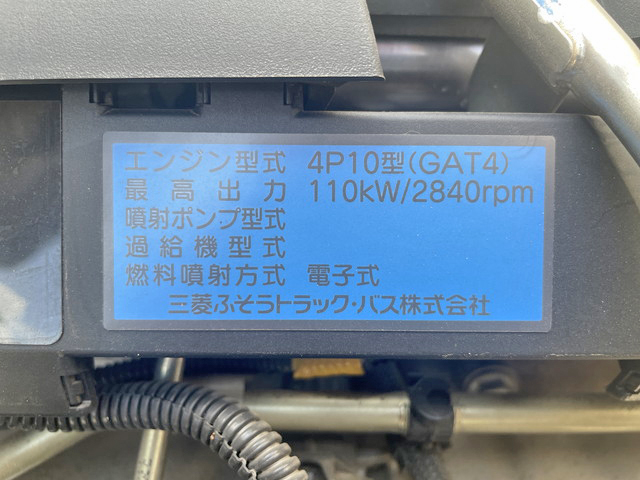 エンジン型式 4P10型(GAT4)
最高出力 110kW/2840rpm
噴射ポンプ型式
過給機型式
燃料噴射方式 電子式
三菱ふそうトラック・バス株式会社